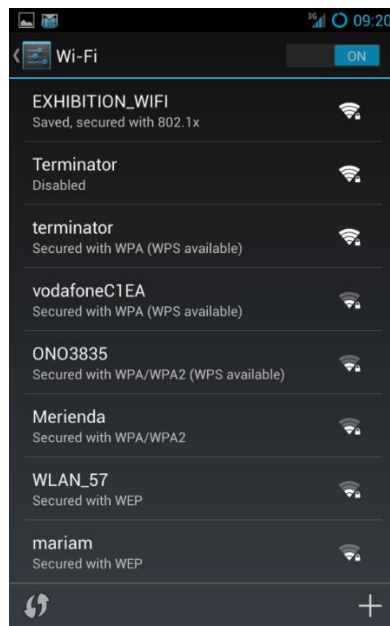 3G 09:20
Wi-Fi ON
EXHIBITION_WIFI
Saved, secured with 802.1x
Terminator
Disabled
terminator
Secured with WPA (WPS available)
vodafoneC1EA
Secured with WPA (WPS available)
ONO3835
Secured with WPA/WPA2 (WPS available)
Merienda
Secured with WPA/WPA2
WLAN_57
Secured with WEP
mariam
Secured with WEP